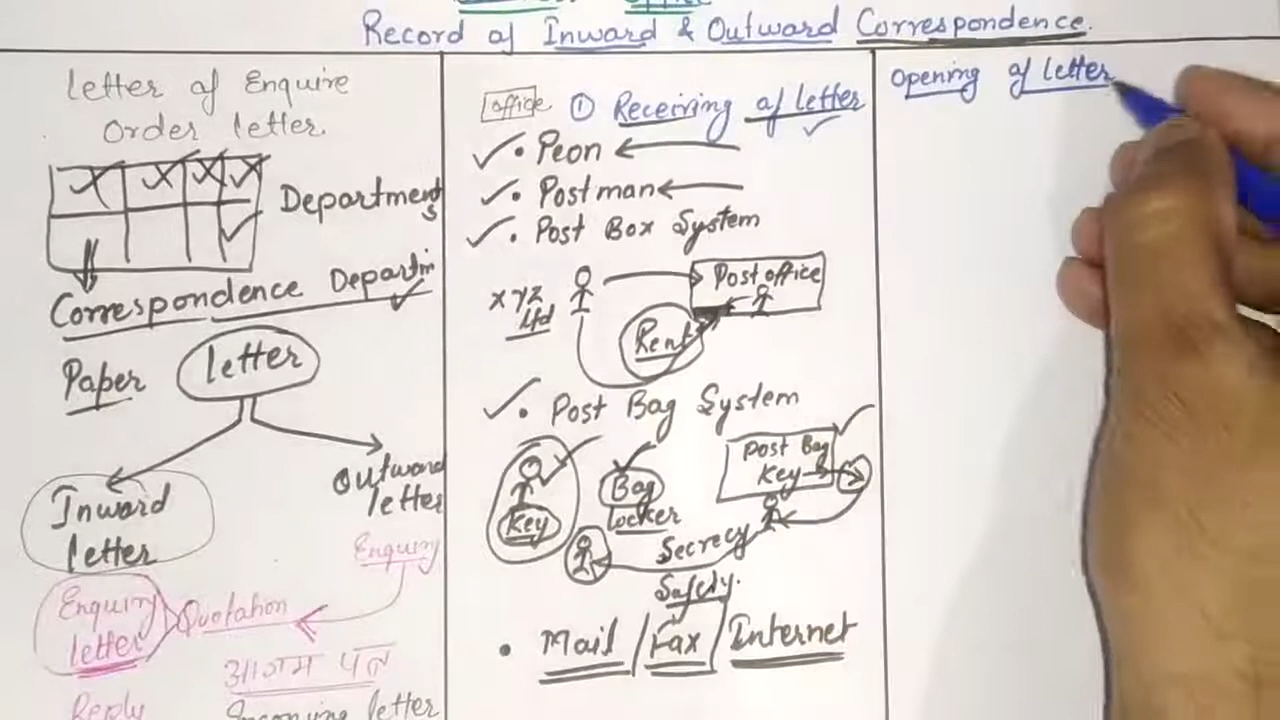 Office
Record of Inward & Outward Correspondence.
letter of Enquire
Order letter.
Departments
Correspondence Departm
Paper
letter
Inward
letter
Outward
letter
Enquiry
Enquiry
letter
Quotation
आगम पत्र
Reply
Incoming letter
office ① Receiving of letter
• Peon
• Postman
• Post Box System
xyz
Ltd
Post office
Rent
• Post Bag System
Key
Bag
Locker
Post Bag
Key
Secrecy
Safety.
• Mail / Fax / Internet
Opening of letter